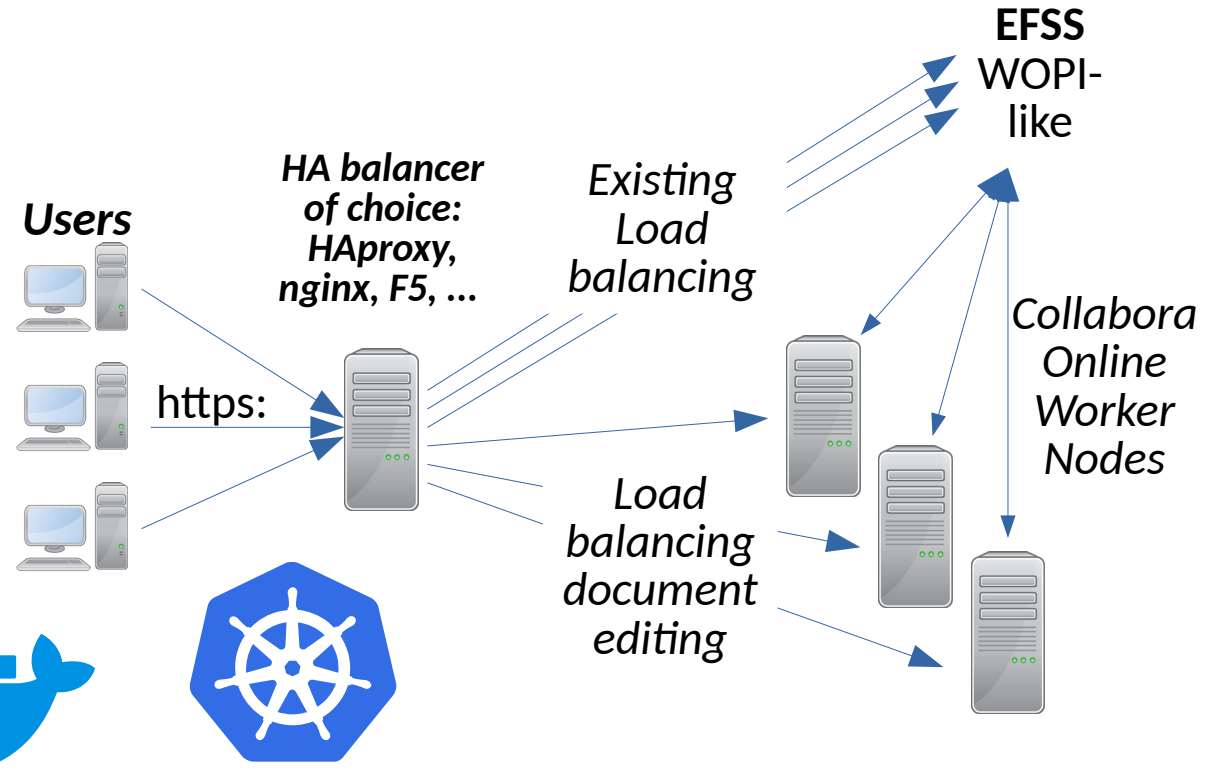 EFSS
WOPI-
like
HA balancer
of choice:
HAproxy,
nginx, F5, ...
Existing
Load
balancing
Users
https:
Collabora
Online
Worker
Nodes
Load
balancing
document
editing